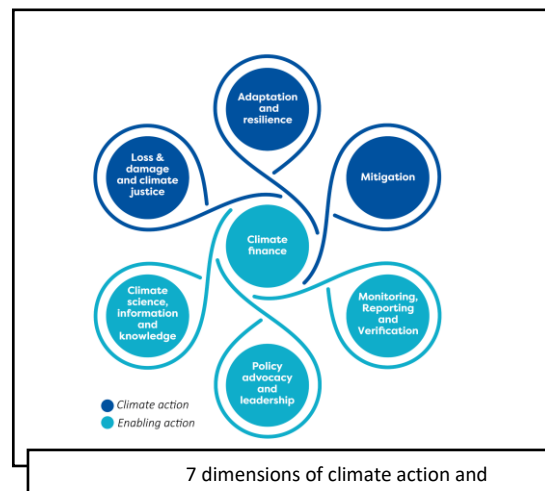 Adaptation
and
resilience
Loss &
damage
and climate
justice
Mitigation
Climate
finance
Climate
science,
information
and
knowledge
Monitoring,
Reporting
and
Verification
Policy
advocacy
and
leadership
Climate action
Enabling action
7 dimensions of climate action and